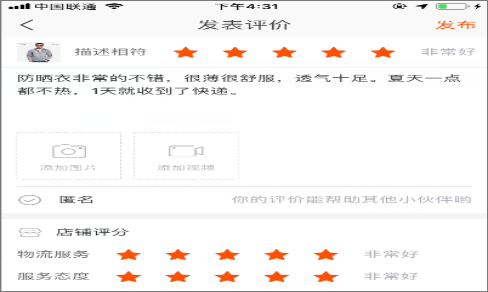 中国联通 下午4:31
发表评价 发布
描述相符 非常好
防晒衣非常的不错，很薄很舒服，透气十足。夏天一点
都不热，1天就收到了快递。
添加图片 添加视频
匿名 你的评价能帮助其他小伙伴哟
店铺评分
物流服务 非常好
服务态度 非常好